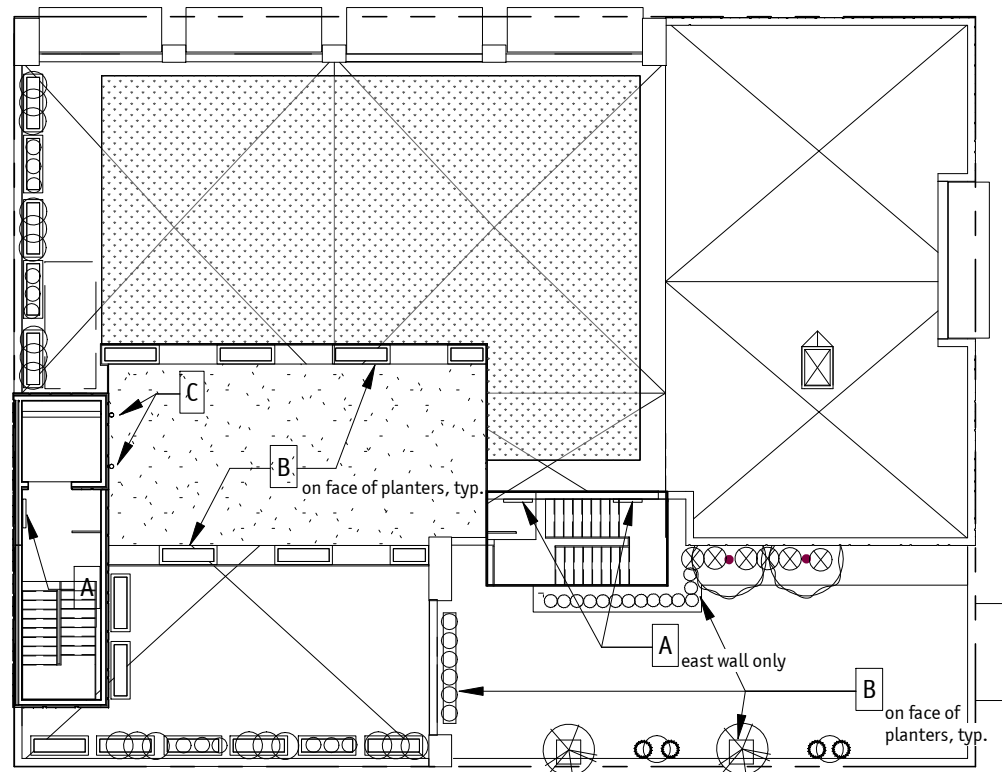 C
B
on face of planters, typ.
A
A
east wall only
B
on face of
planters, typ.